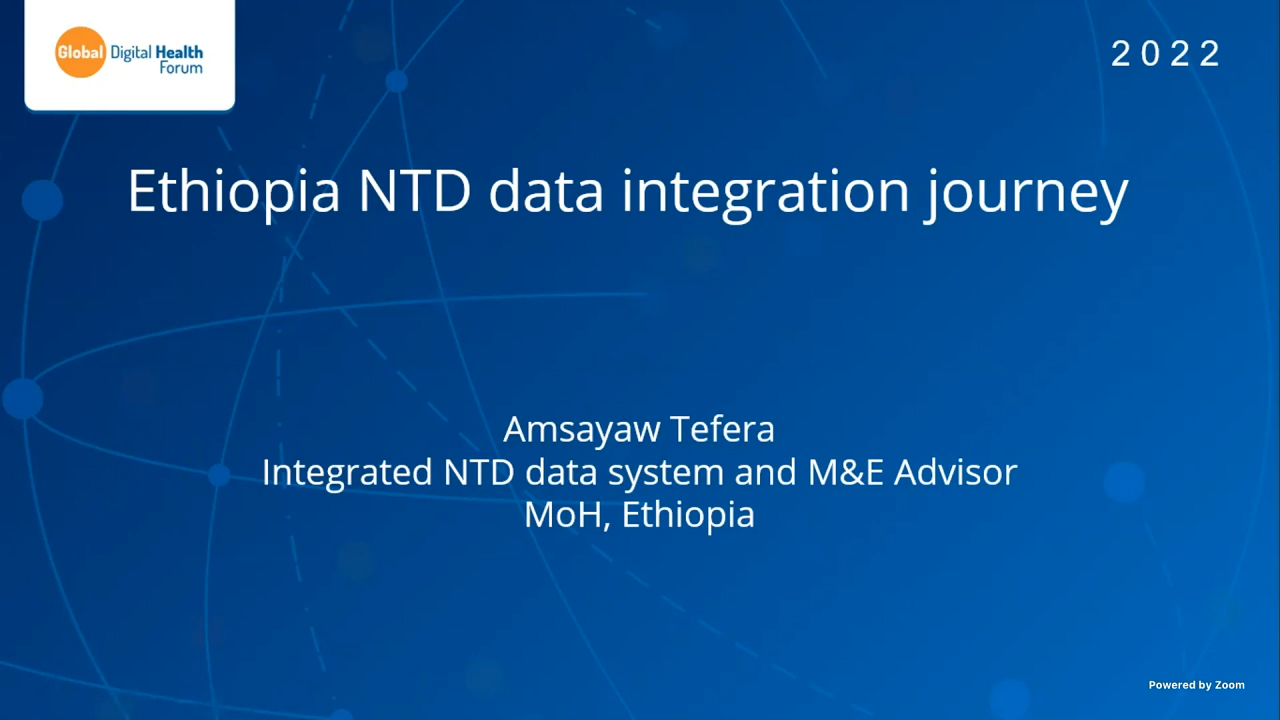 Global Digital Health
Forum
2022
Ethiopia NTD data integration journey
Amsayaw Tefera
Integrated NTD data system and M&E Advisor
MoH, Ethiopia
Powered by Zoom